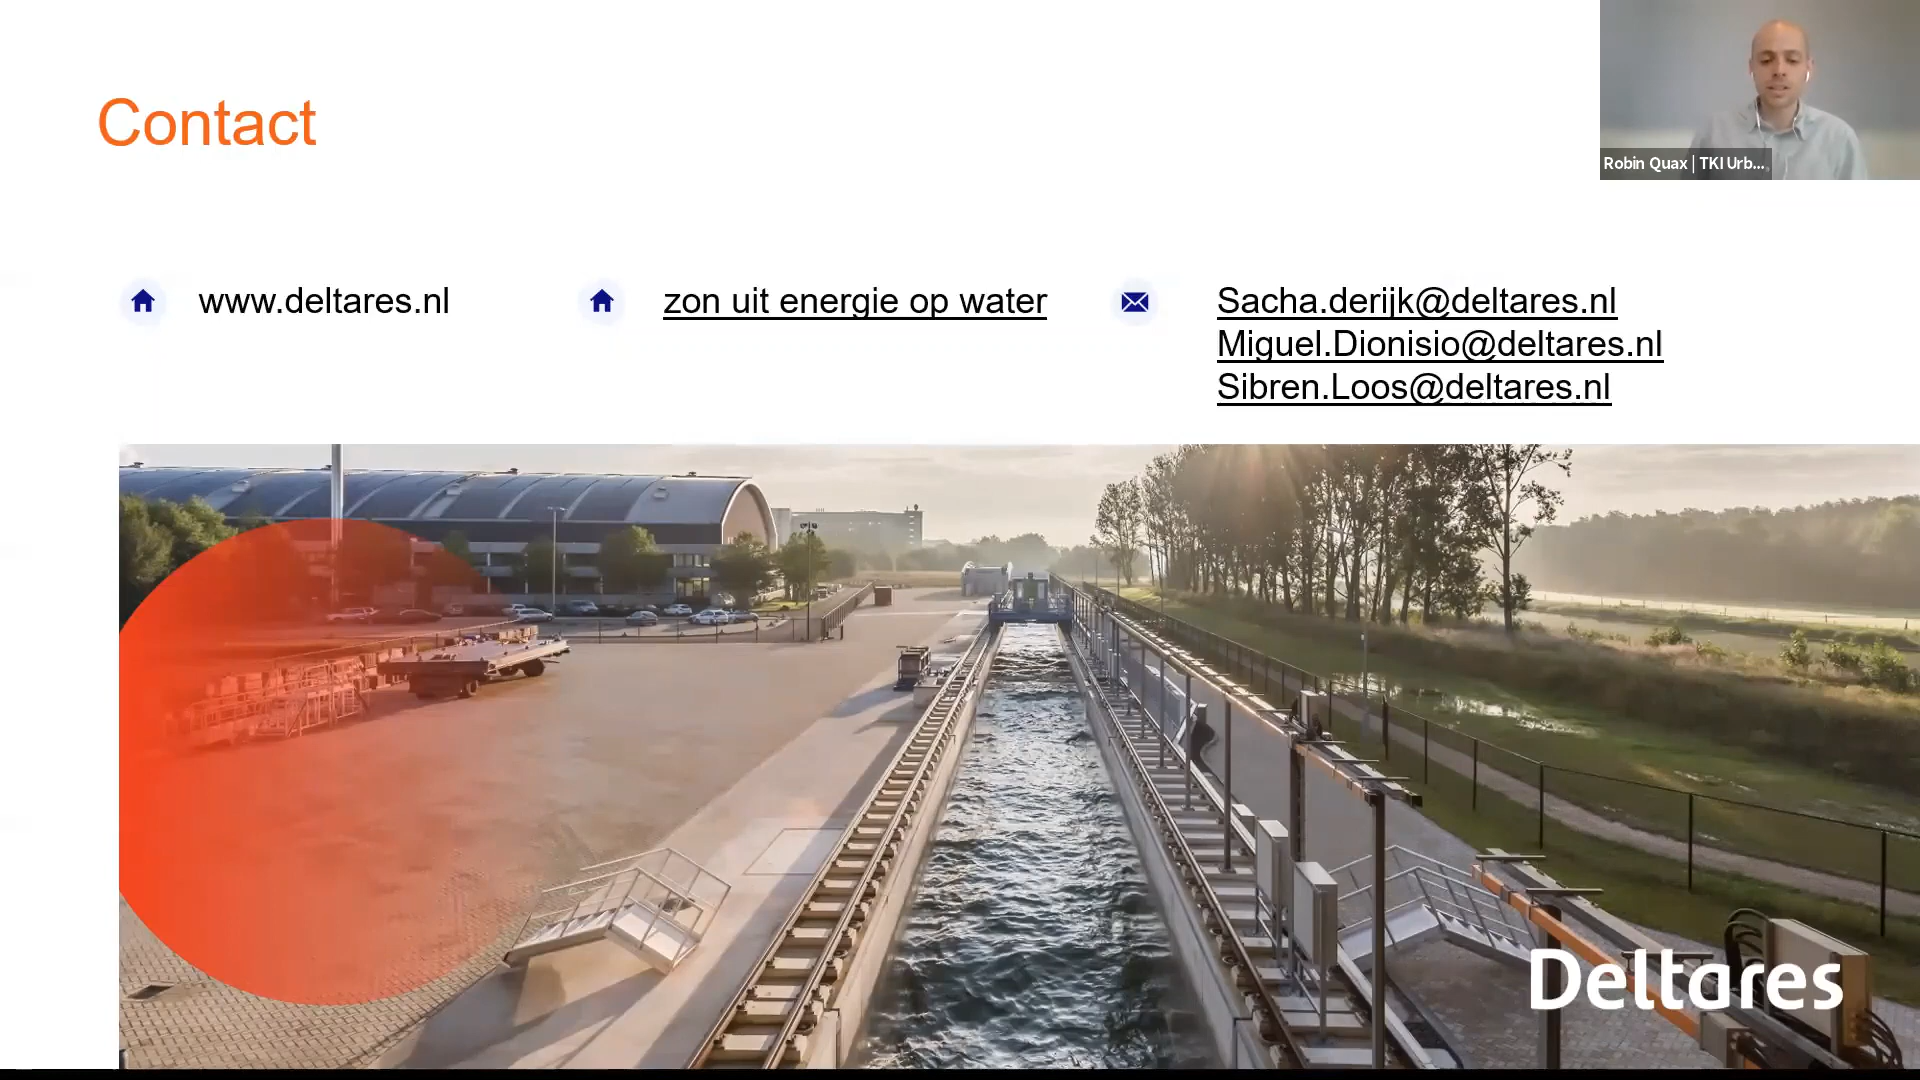 Contact
Robin Quax | TKI Urb...
www.deltares.nl
zon uit energie op water
Sacha.derijk@deltares.nl
Miguel.Dionisio@deltares.nl
Sibren.Loos@deltares.nl
Deltares